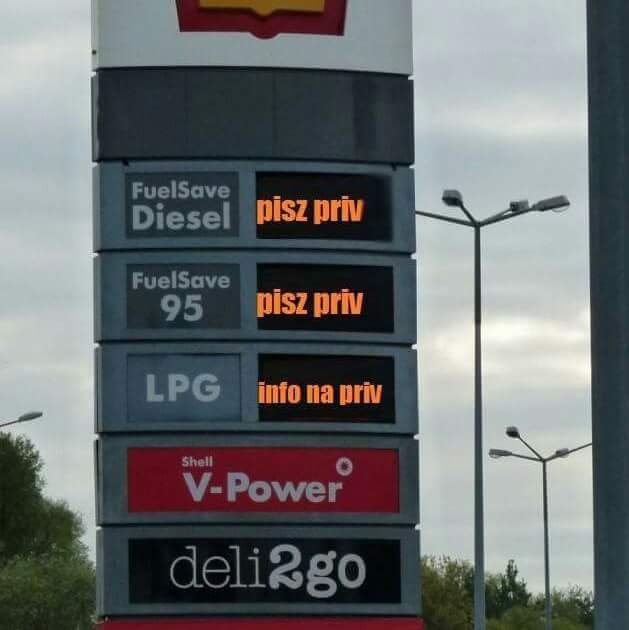 FuelSave
Diesel
pisz priv
FuelSave
95
pisz priv
LPG
info na priv
Shell
V-Power
deli2go